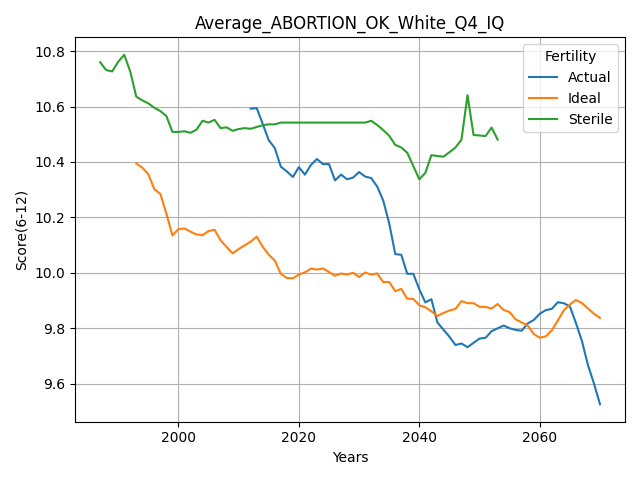 Average_ABORTION_OK_White_Q4_IQ
Fertility
Actual
Ideal
Sterile
Score(6-12)
10.8
10.6
10.4
10.2
10.0
9.8
9.6
2000
2020
2040
2060
Years